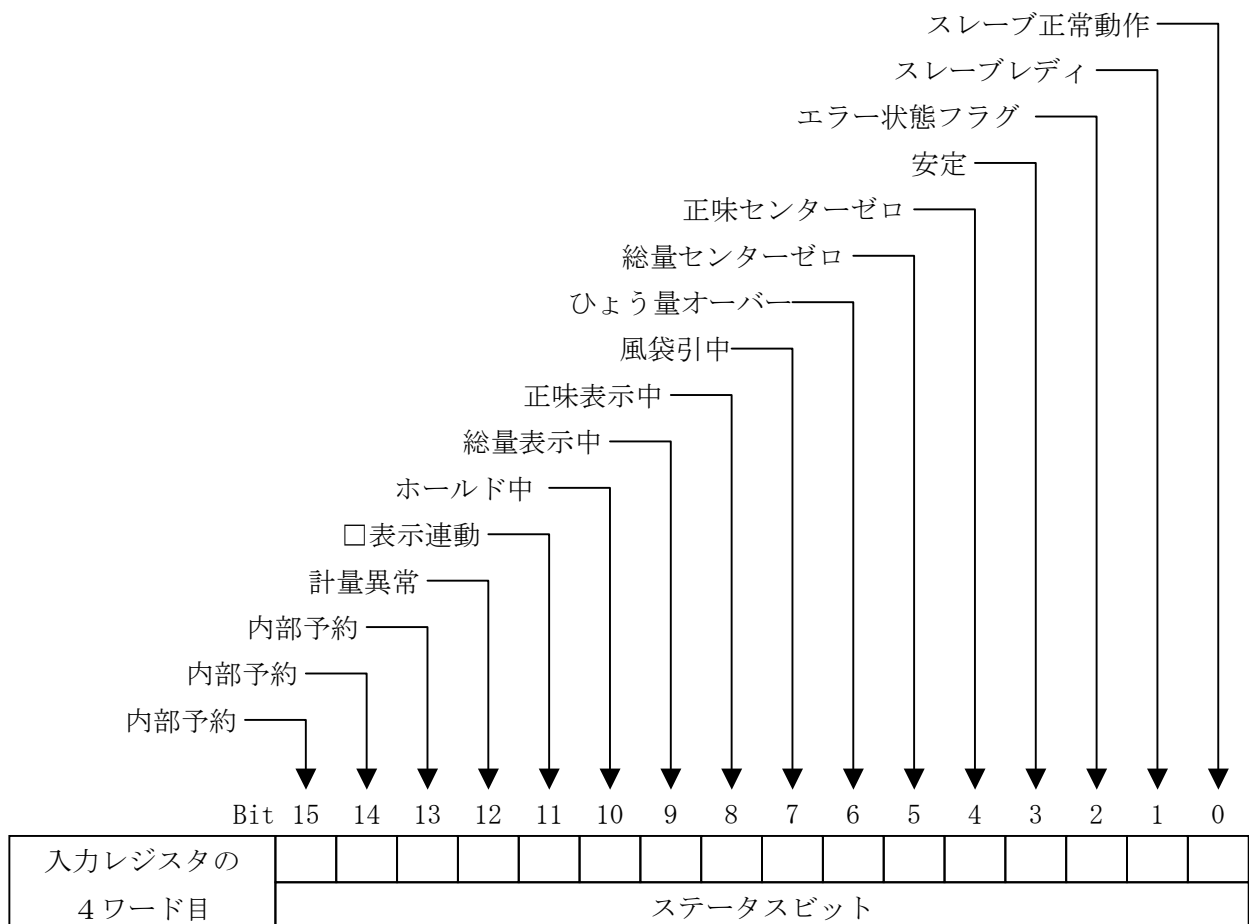 スレーブ正常動作
スレーブレディ
エラー状態フラグ
安定
正味センターゼロ
総量センターゼロ
ひょう量オーバー
風袋引中
正味表示中
総量表示中
ホールド中
□表示連動
計量異常
内部予約
内部予約
内部予約
Bit 15 14 13 12 11 10 9 8 7 6 5 4 3 2 1 0
入力レジスタの
4ワード目
ステータスビット